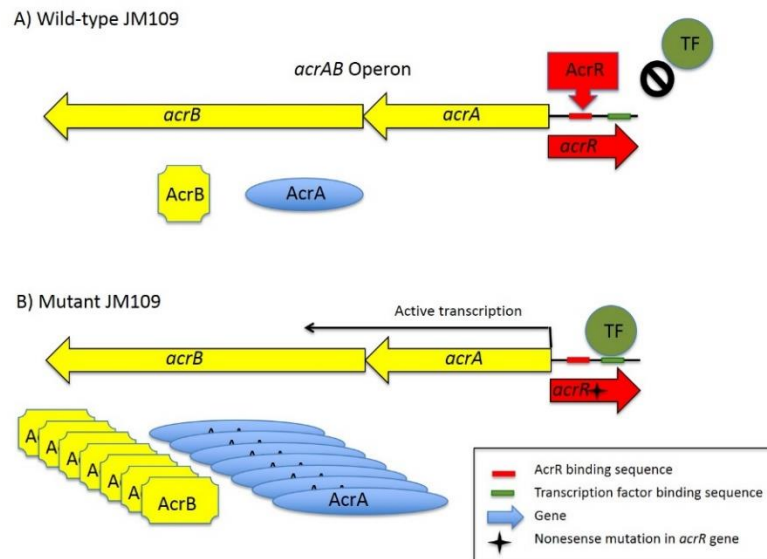 A) Wild-type JM109
TF
acrAB Operon
AcrR
acrB
acrA
acrR
AcrB
AcrA
B) Mutant JM109
Active transcription
TF
acrB
acrA
acrR
AcrB
AcrA
AcrR binding sequence
Transcription factor binding sequence
Gene
Nonesense mutation in acrR gene